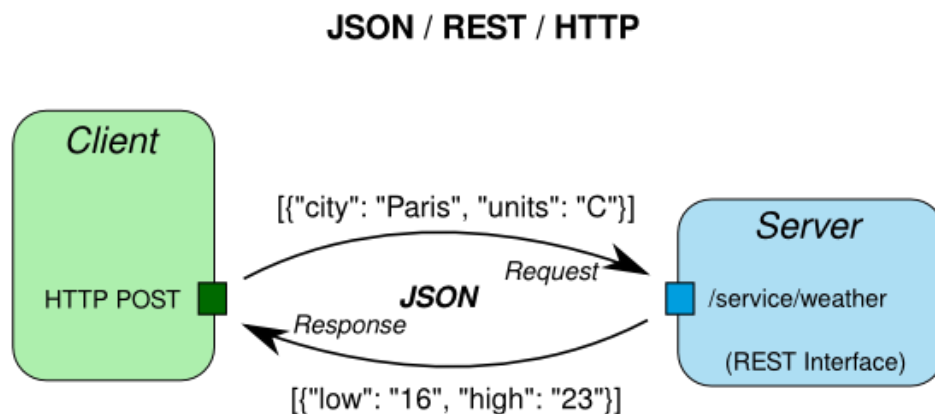 JSON / REST / HTTP
Client
[{"city": "Paris", "units": "C"}]
Server
Request
HTTP POST
JSON
/service/weather
Response
(REST Interface)
[{"low": "16", "high": "23"}]